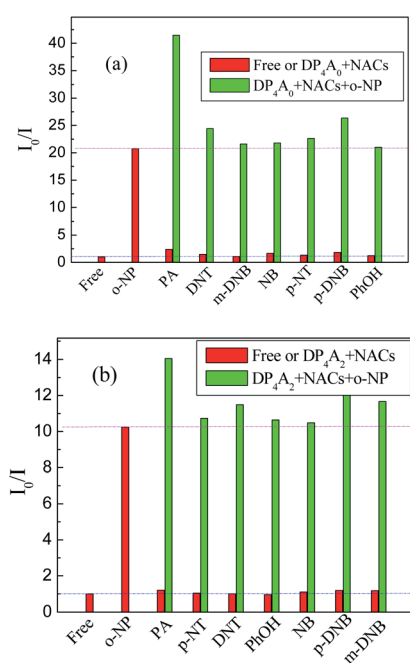 (a)
Free or DP₄A₀+NACs
DP₄A₀+NACs+o-NP
I₀/I
40
35
30
25
20
15
10
5
0
Free
o-NP
PA
DNT
m-DNB
NB
p-NT
p-DNB
PhOH
(b)
Free or DP₄A₂+NACs
DP₄A₂+NACs+o-NP
I₀/I
14
12
10
8
6
4
2
0
Free
o-NP
PA
p-NT
DNT
PhOH
NB
p-DNB
m-DNB